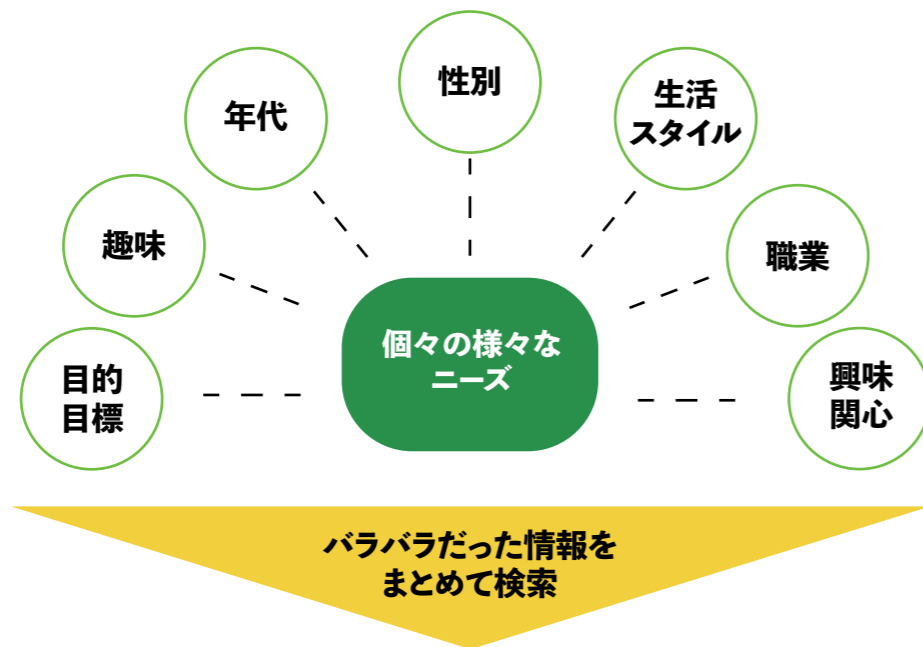 性別
年代
生活
スタイル
趣味
職業
個々の様々な
ニーズ
目的
目標
興味
関心
バラバラだった情報を
まとめて検索